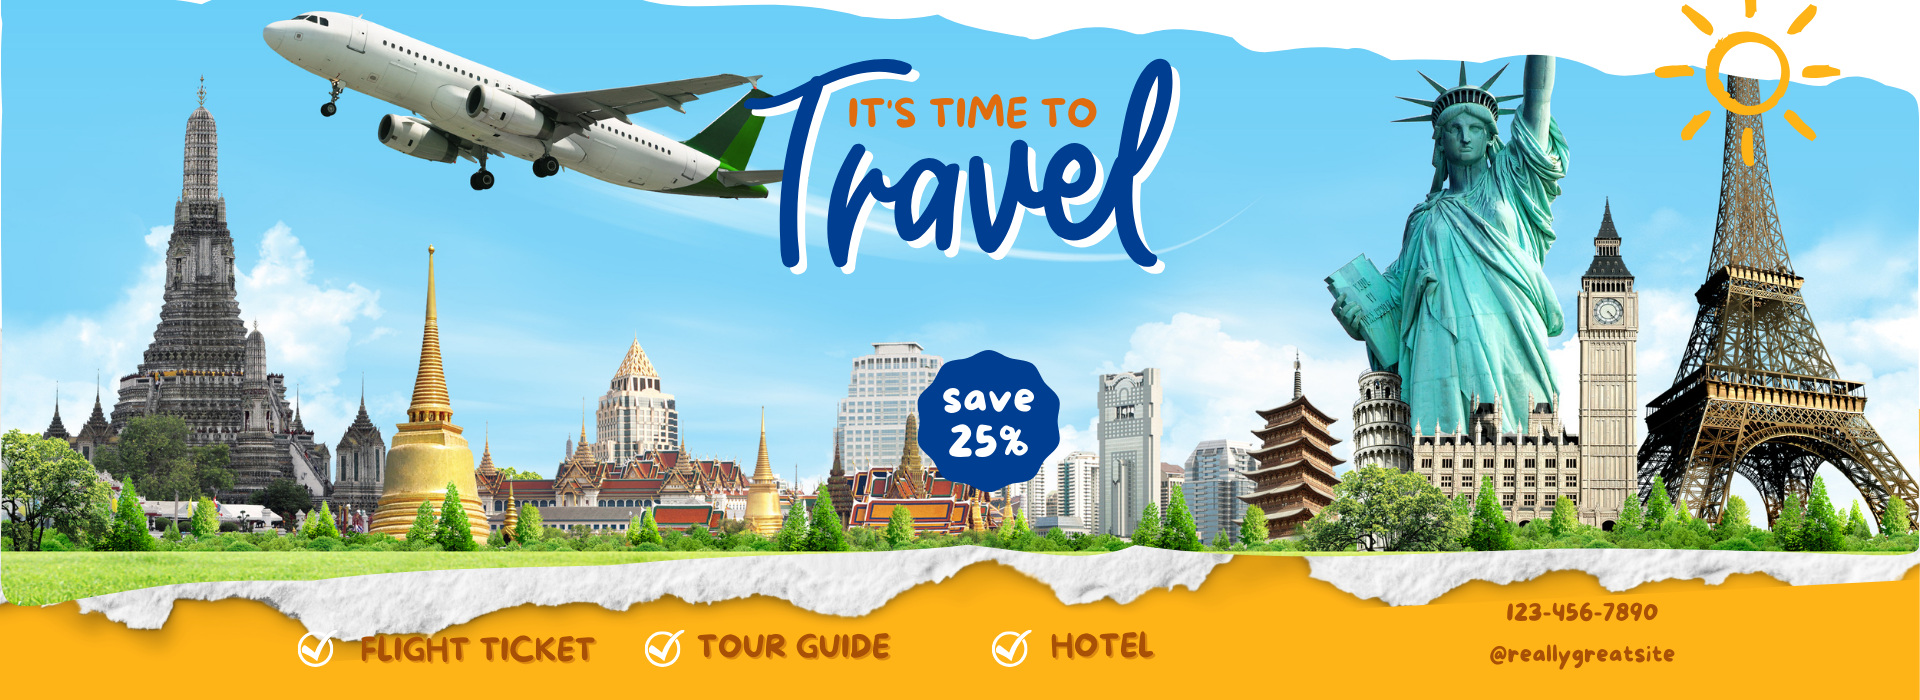 IT'S TIME TO
Travel
save
25%
FLIGHT TICKET
TOUR GUIDE
HOTEL
123-456-7890
@reallygreatsite